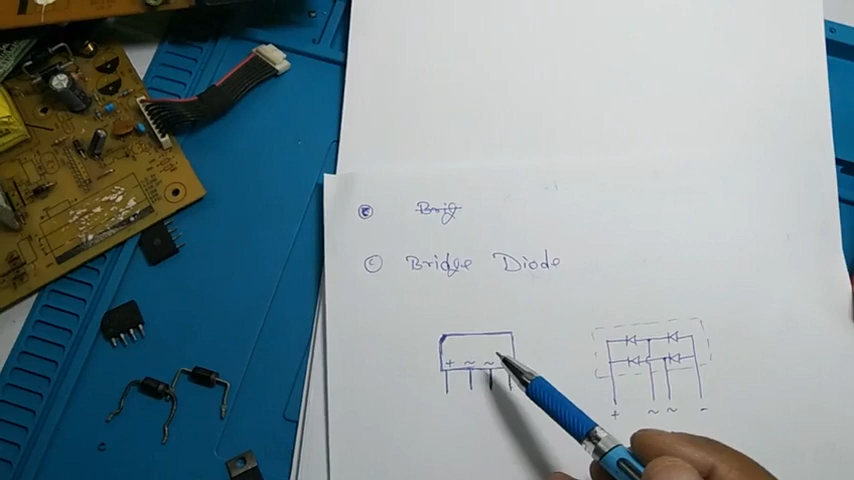 Ⓒ Brig
Ⓒ Bridge Diode
+ ~ ~
+ ~ ~ -